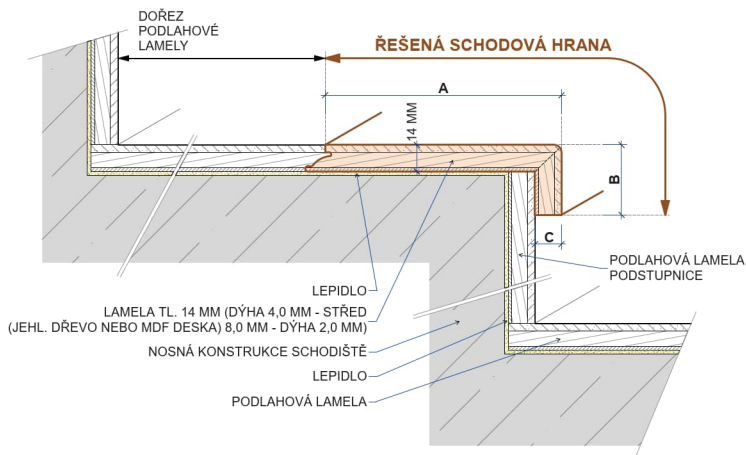 DOŘEZ
PODLAHOVÉ
LAMELY
ŘEŠENÁ SCHODOVÁ HRANA
A
14 MM
B
C
PODLAHOVÁ LAMELA
PODSTUPNICE
LEPIDLO
LAMELA TL. 14 MM (DÝHA 4,0 MM - STŘED
(JEHL. DŘEVO NEBO MDF DESKA) 8,0 MM - DÝHA 2,0 MM)
NOSNÁ KONSTRUKCE SCHODIŠTĚ
LEPIDLO
PODLAHOVÁ LAMELA